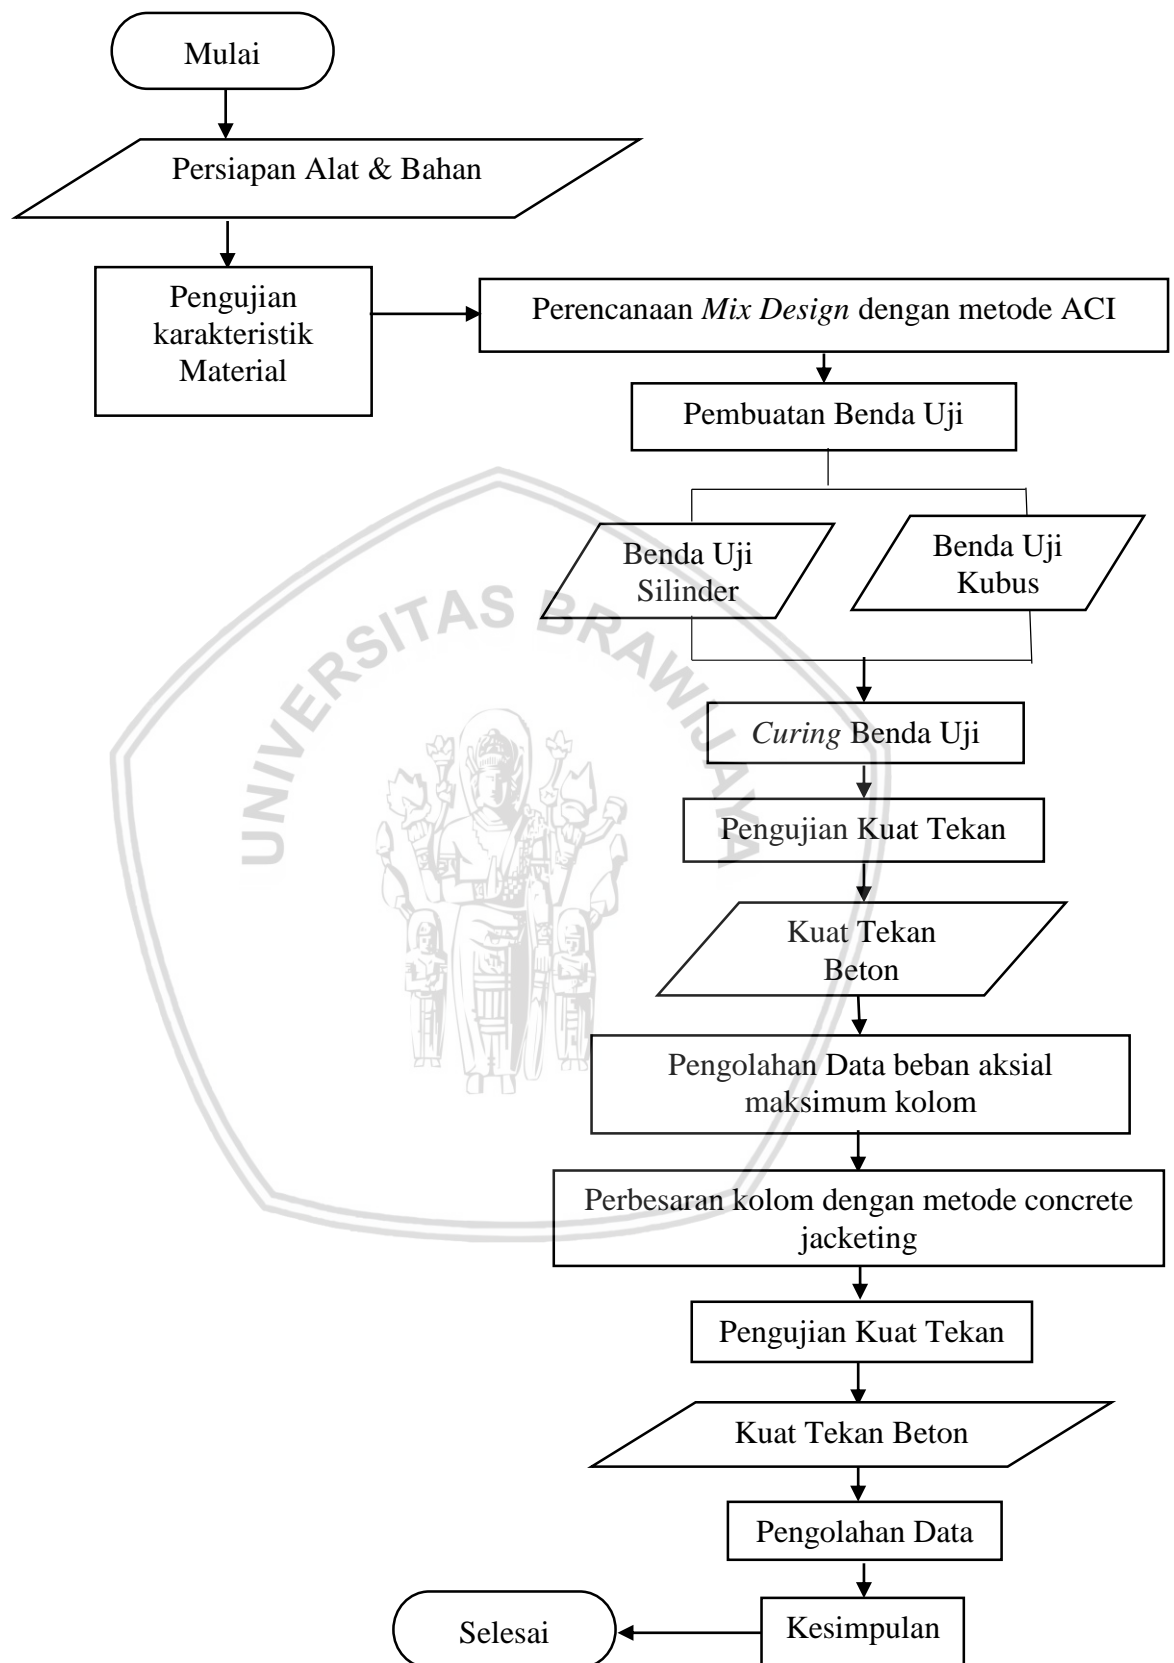 Mulai
Persiapan Alat & Bahan
Pengujian
karakteristik
Material
Perencanaan Mix Design dengan metode ACI
Pembuatan Benda Uji
Benda Uji
Silinder
Benda Uji
Kubus
UNIVERSITAS BRAWIJAYA
Curing Benda Uji
Pengujian Kuat Tekan
Kuat Tekan
Beton
Pengolahan Data beban aksial
maksimum kolom
Perbesaran kolom dengan metode concrete
jacketing
Pengujian Kuat Tekan
Kuat Tekan Beton
Pengolahan Data
Kesimpulan
Selesai